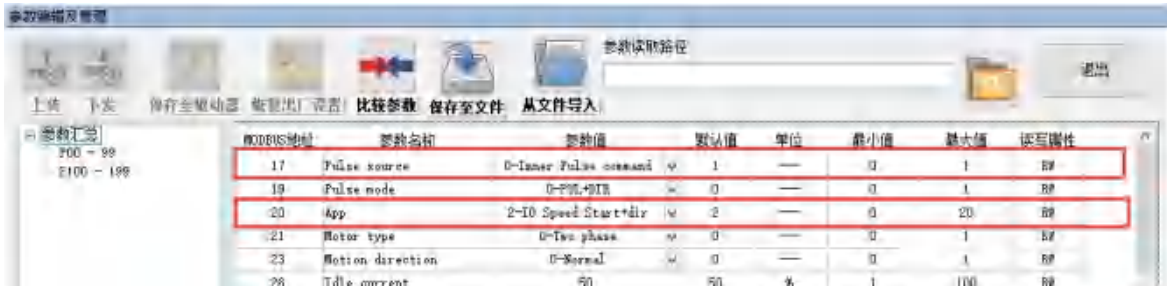 参数编辑及管理
参数读取路径
退出
上传 下发 保存至驱动器 恢复出厂设置 比较参数 保存至文件 从文件导入
参数汇总
P00 - 99
P100 - 199
MODBUS地址 参数名称 参数值 默认值 单位 最小值 最大值 读写属性
17 Pulse source 0-Inner Pulse command 1 —— 0 1 RW
19 Pulse mode 0-PUL+DIR 0 —— 0 1 RW
20 App 2-IO Speed Start+dir 2 —— 0 20 RW
21 Motor type 0-Two phase 0 —— 0 1 RW
23 Motion direction 0-Normal 0 —— 0 1 RW
Idle current 50 50 % 1 100 RW